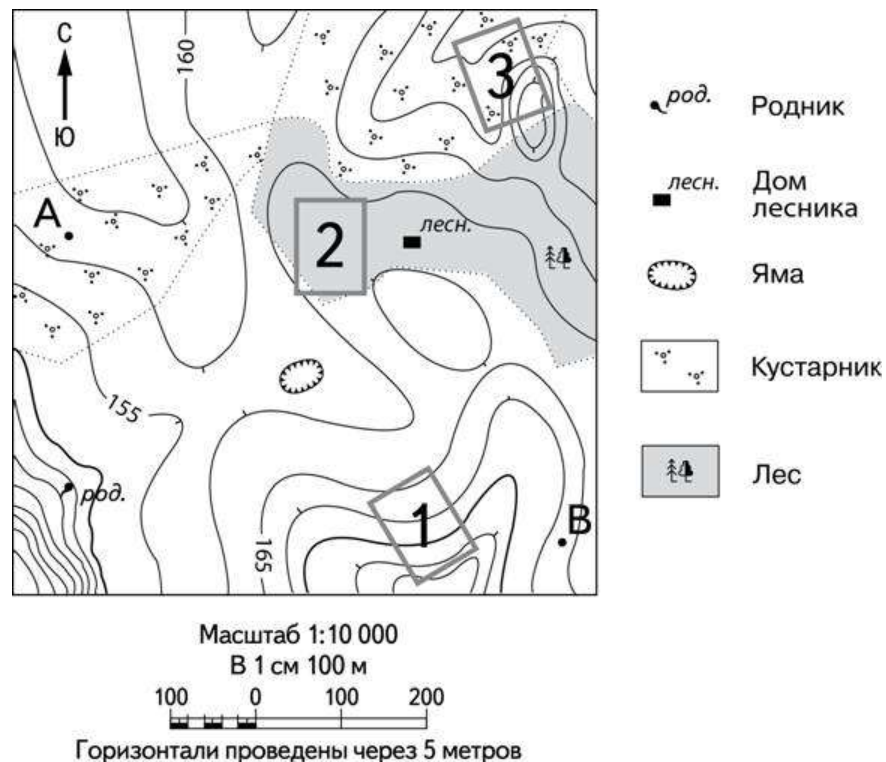 С
Ю
160
3
А
лесн.
2
155
род.
165
1
В
род.
Родник
лесн.
Дом
лесника
Яма
Кустарник
Лес
Масштаб 1:10 000
В 1 см 100 м
100 0 100 200
Горизонтали проведены через 5 метров